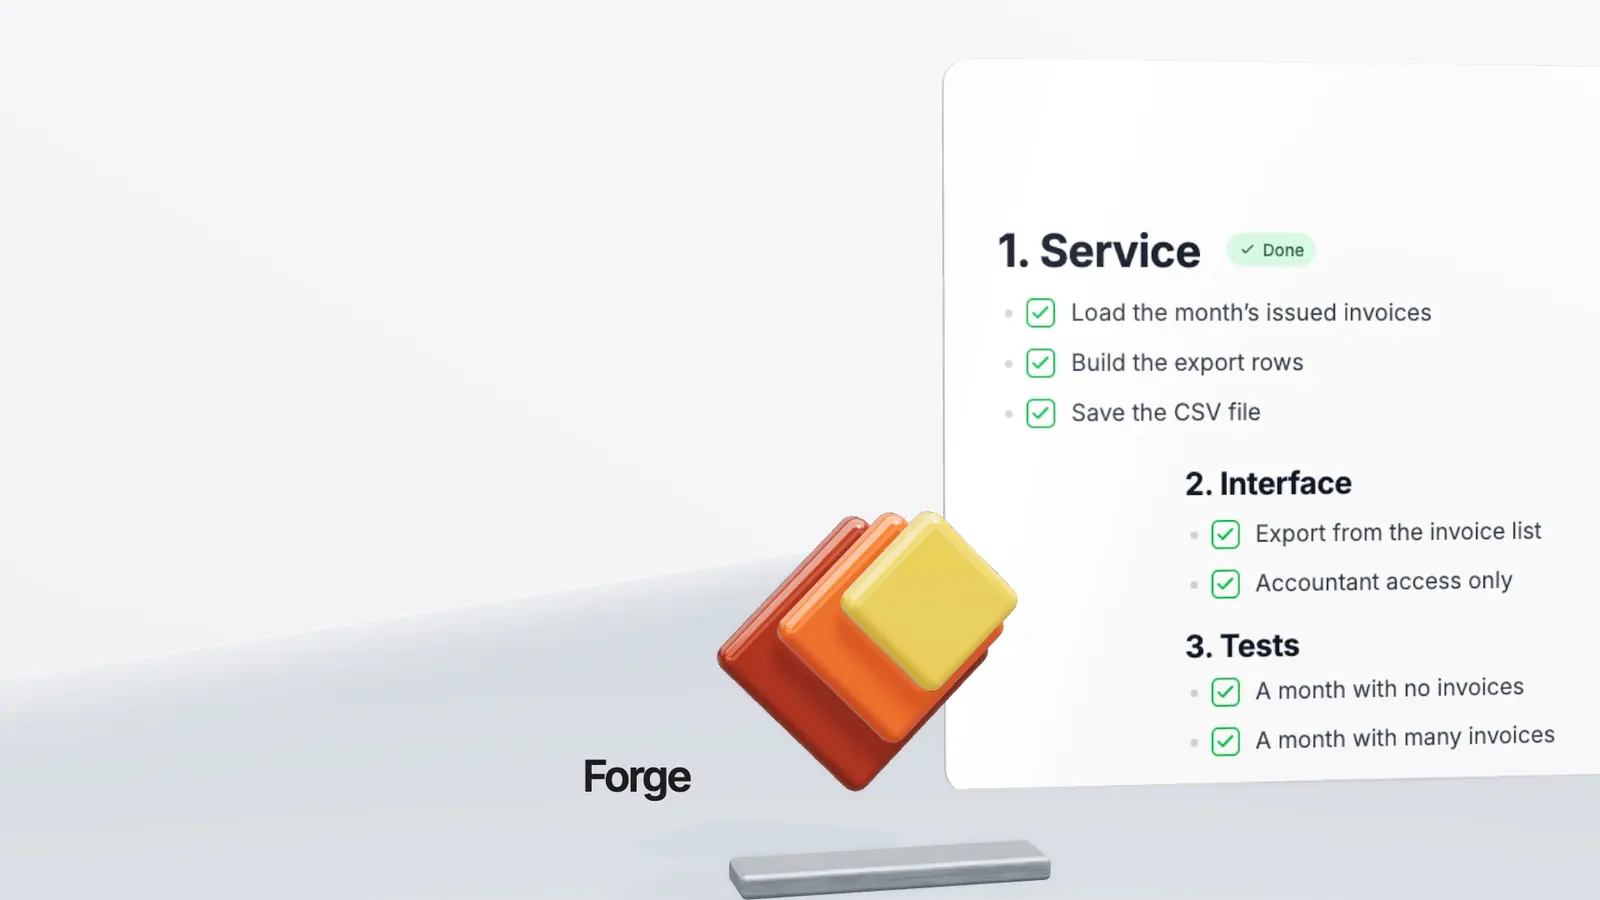 1. Service
Done
Load the month’s issued invoices
Build the export rows
Save the CSV file
2. Interface
Export from the invoice list
Accountant access only
3. Tests
A month with no invoices
A month with many invoices
Forge